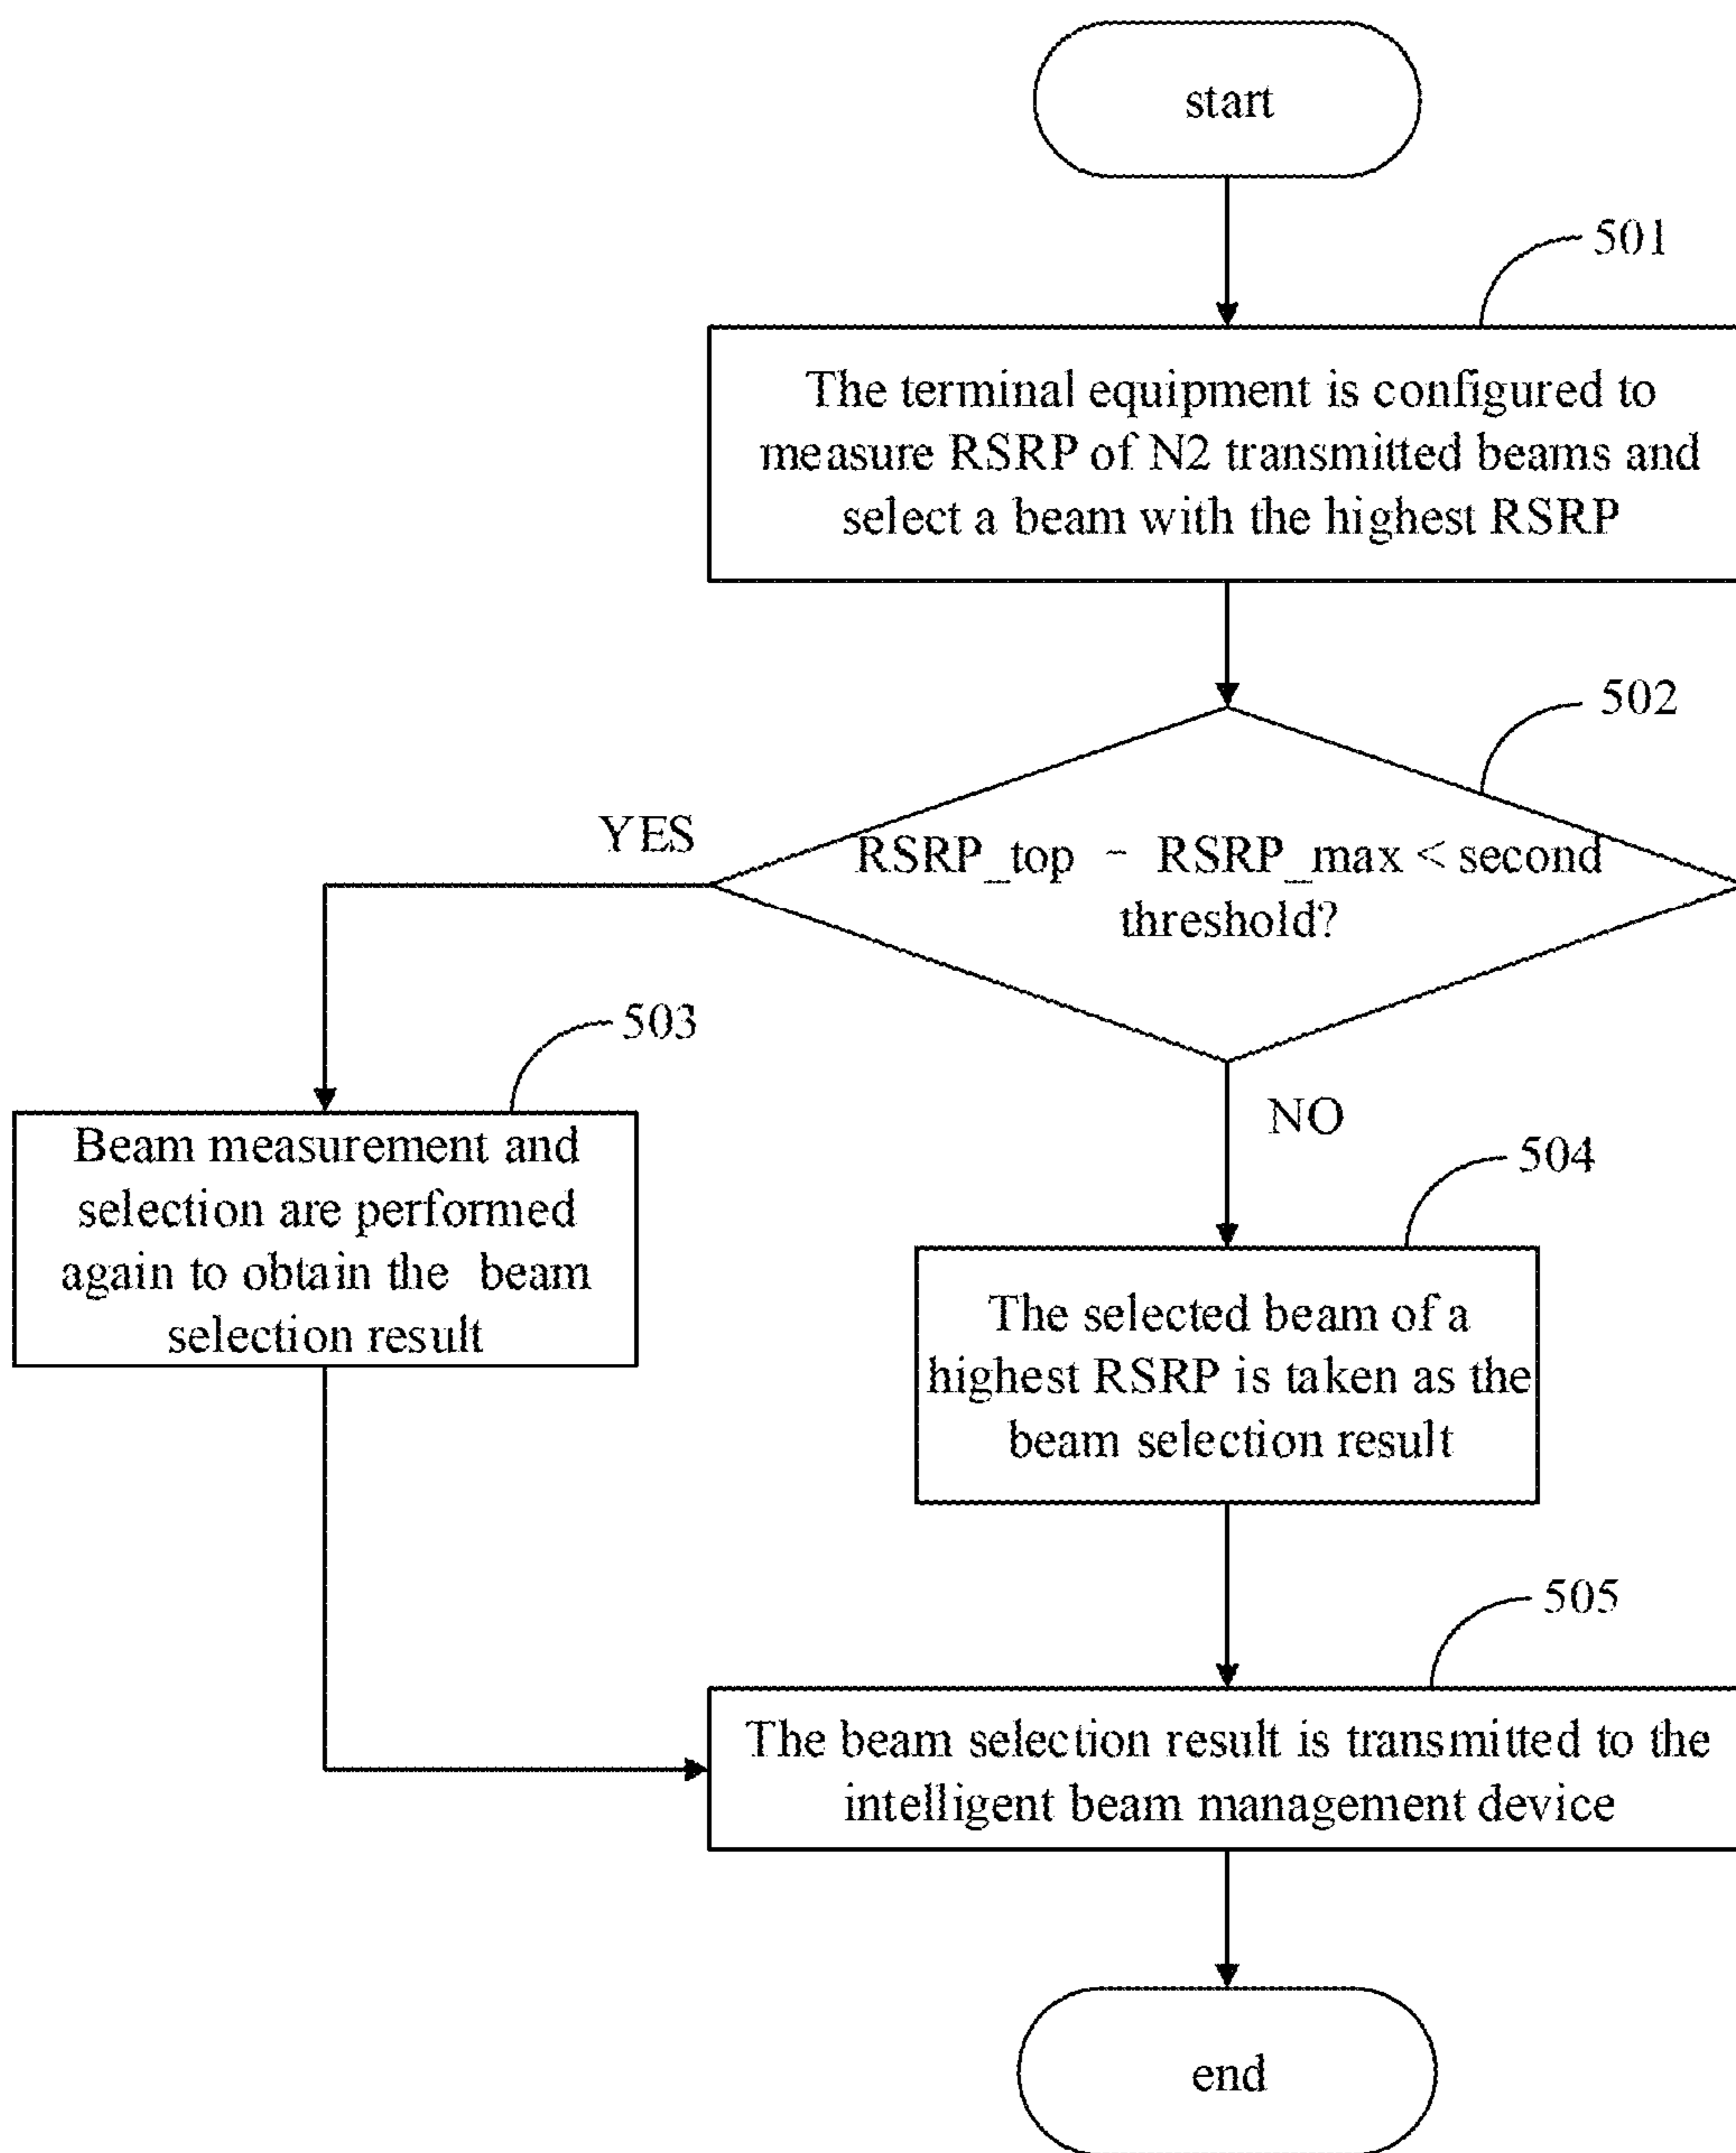 start
501
The terminal equipment is configured to
measure RSRP of N2 transmitted beams and
select a beam with the highest RSRP
502
YES
RSRP_top - RSRP_max < second
threshold?
503
NO
Beam measurement and
selection are performed
again to obtain the beam
selection result
504
The selected beam of a
highest RSRP is taken as the
beam selection result
505
The beam selection result is transmitted to the
intelligent beam management device
end